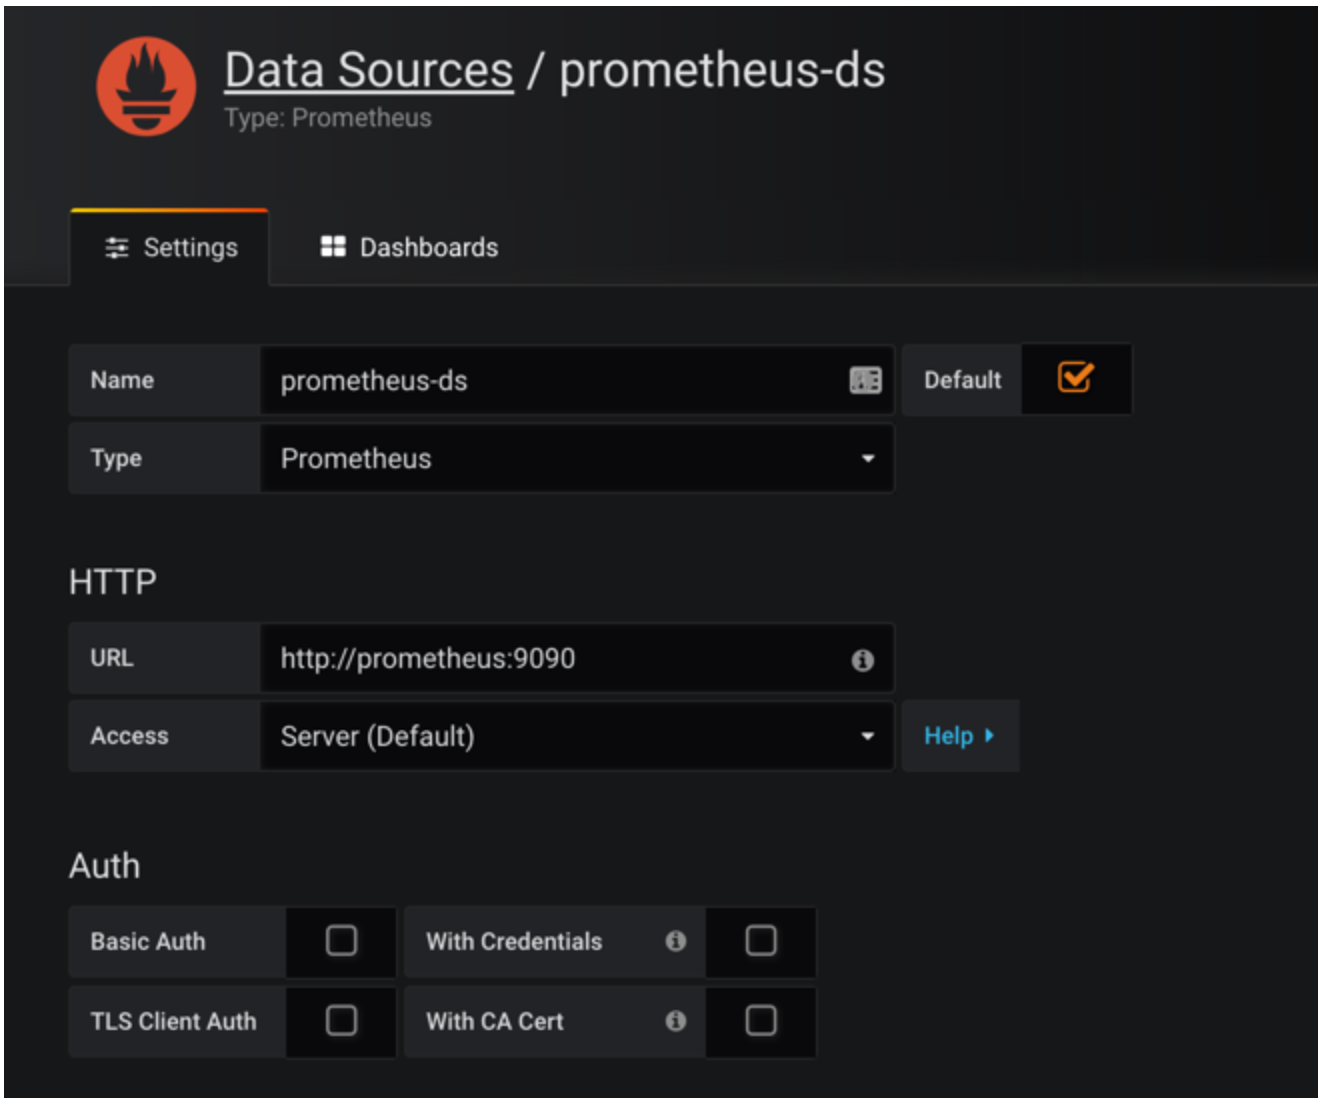 Data Sources / prometheus-ds
Type: Prometheus
Settings Dashboards
Name prometheus-ds Default
Type Prometheus
HTTP
URL http://prometheus:9090
Access Server (Default) Help
Auth
Basic Auth With Credentials
TLS Client Auth With CA Cert